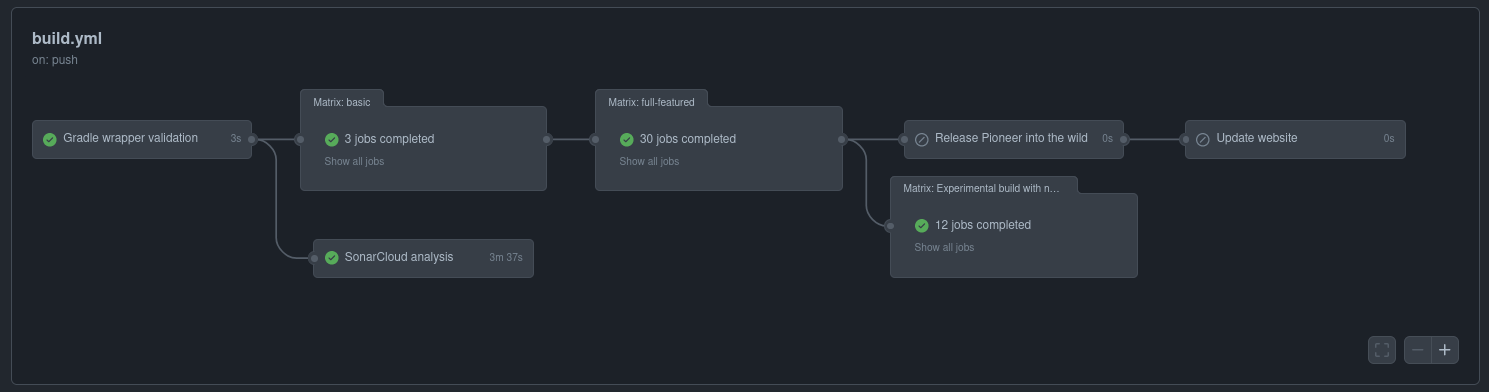 build.yml
on: push
Matrix: basic
Matrix: full-featured
Gradle wrapper validation 3s
3 jobs completed
Show all jobs
30 jobs completed
Show all jobs
Release Pioneer into the wild 0s
Update website 0s
Matrix: Experimental build with n...
12 jobs completed
Show all jobs
SonarCloud analysis 3m 37s